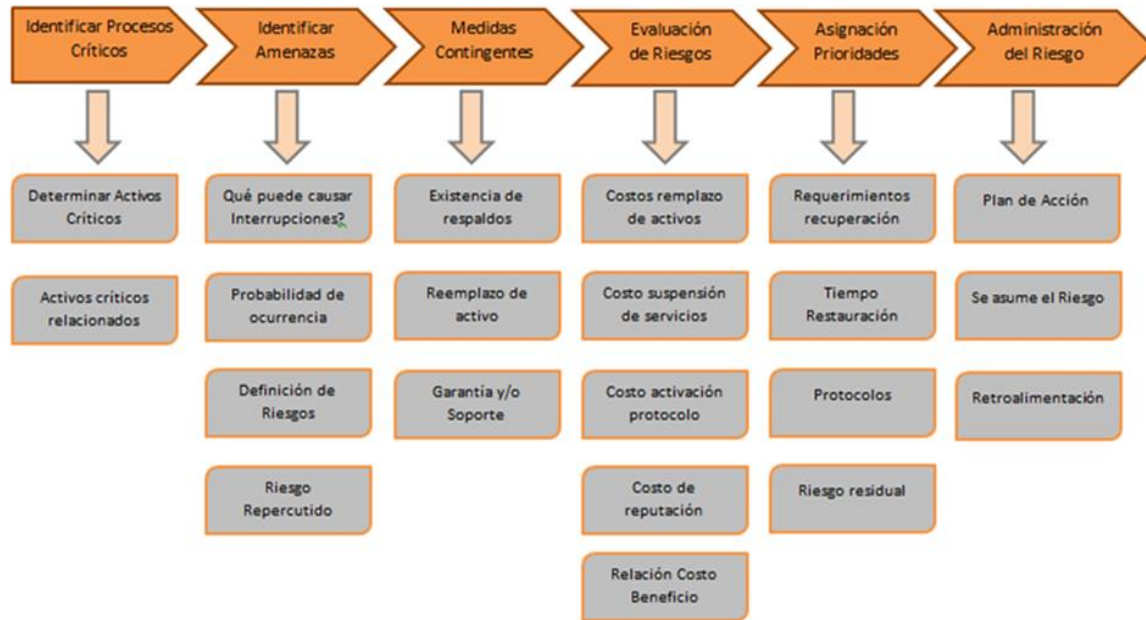 Identificar Procesos
Críticos
Identificar
Amenazas
Medidas
Contingentes
Evaluación
de Riesgos
Asignación
Prioridades
Administración
del Riesgo
Determinar Activos
Críticos
Activos críticos
relacionados
Qué puede causar
Interrupciones?
Probabilidad de
ocurrencia
Definición de
Riesgos
Riesgo
Repercutido
Existencia de
respaldos
Reemplazo de
activo
Garantía y/o
Soporte
Costos remplazo
de activos
Costo suspensión
de servicios
Costo activación
protocolo
Costo de
reputación
Relación Costo
Beneficio
Requerimientos
recuperación
Tiempo
Restauración
Protocolos
Riesgo residual
Plan de Acción
Se asume el Riesgo
Retroalimentación